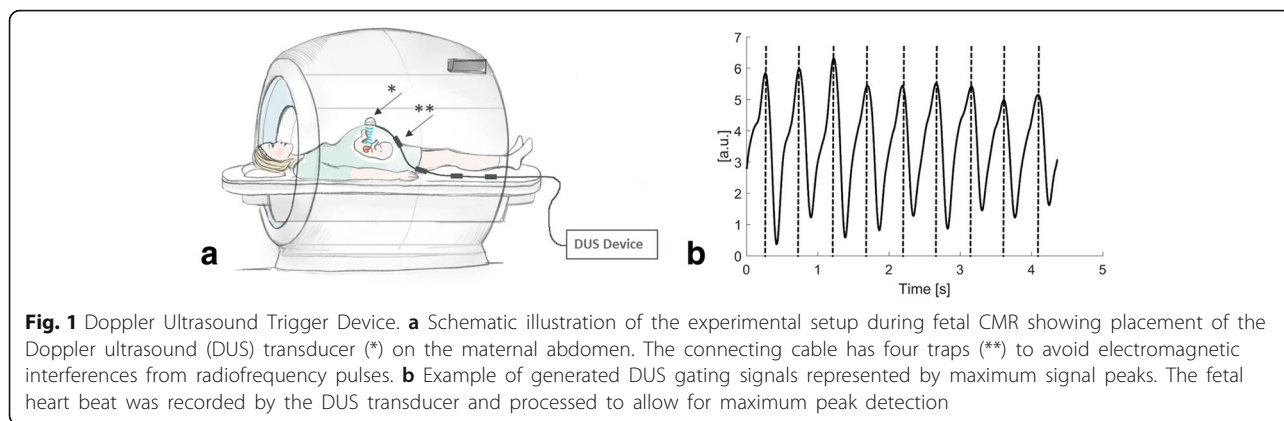 *
**
DUS Device
a
7
6
5
4
3
2
1
0
[a.u.]
0 1 2 3 4 5
Time [s]
b
Fig. 1 Doppler Ultrasound Trigger Device. a Schematic illustration of the experimental setup during fetal CMR showing placement of the
Doppler ultrasound (DUS) transducer (*) on the maternal abdomen. The connecting cable has four traps (**) to avoid electromagnetic
interferences from radiofrequency pulses. b Example of generated DUS gating signals represented by maximum signal peaks. The fetal
heart beat was recorded by the DUS transducer and processed to allow for maximum peak detection